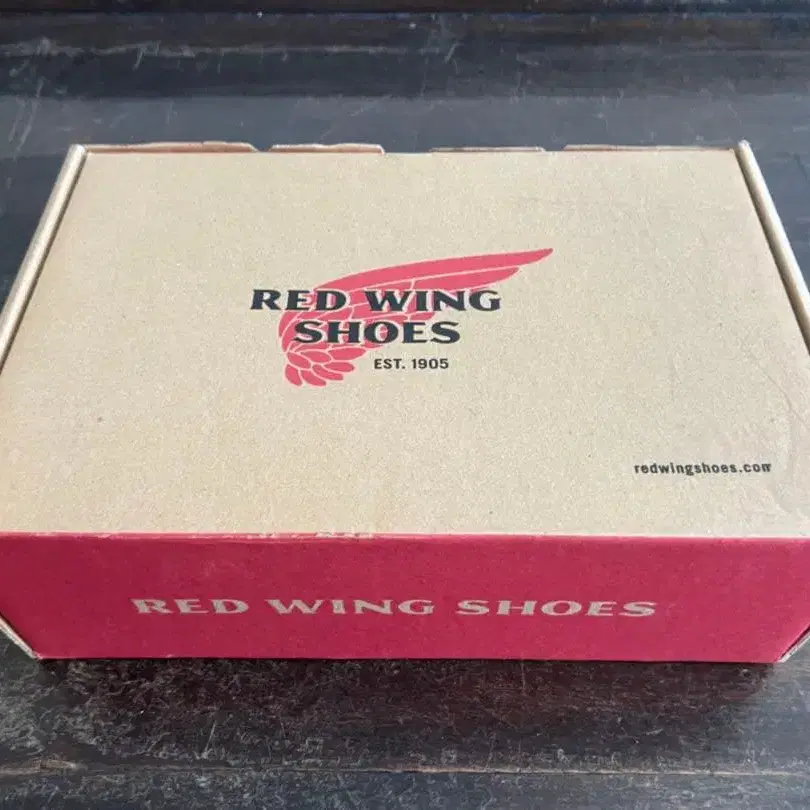 RED WING
SHOES
EST. 1905
redwingshoes.com
RED WING SHOES